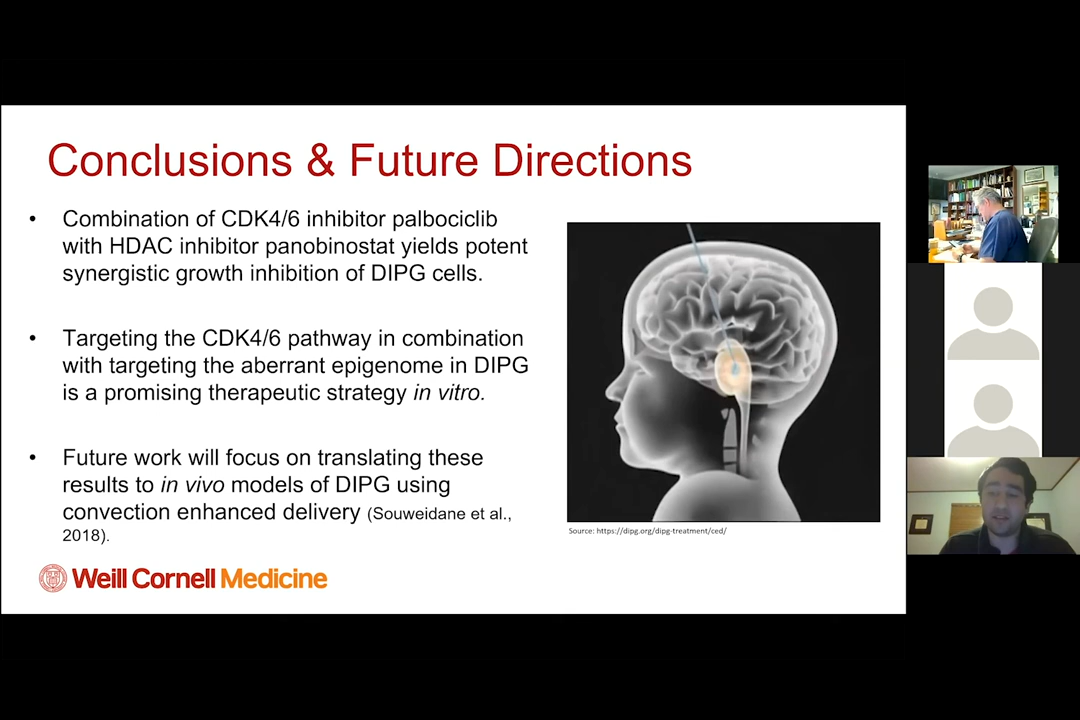 Conclusions & Future Directions
• Combination of CDK4/6 inhibitor palbociclib
with HDAC inhibitor panobinostat yields potent
synergistic growth inhibition of DIPG cells.
• Targeting the CDK4/6 pathway in combination
with targeting the aberrant epigenome in DIPG
is a promising therapeutic strategy in vitro.
• Future work will focus on translating these
results to in vivo models of DIPG using
convection enhanced delivery (Souweidane et al.,
2018).
Source: https://dipg.org/dipg-treatment/ced/
Weill Cornell Medicine